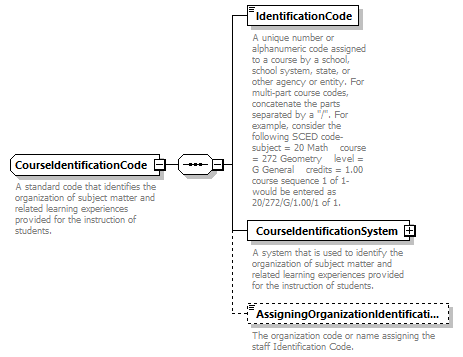 IdentificationCode
A unique number or
alphanumeric code assigned
to a course by a school,
school system, state, or
other agency or entity. For
multi-part course codes,
concatenate the parts
separated by a "/". For
example, consider the
following SCED code-
subject = 20 Math    course
= 272 Geometry    level =
G General    credits = 1.00
course sequence 1 of 1-
would be entered as
20/272/G/1.00/1 of 1.
CourseIdentificationCode
A standard code that identifies the
organization of subject matter and
related learning experiences
provided for the instruction of
students.
CourseIdentificationSystem
A system that is used to identify the
organization of subject matter and
related learning experiences provided
for the instruction of students.
AssigningOrganizationIdentificati...
The organization code or name assigning the
staff Identification Code.